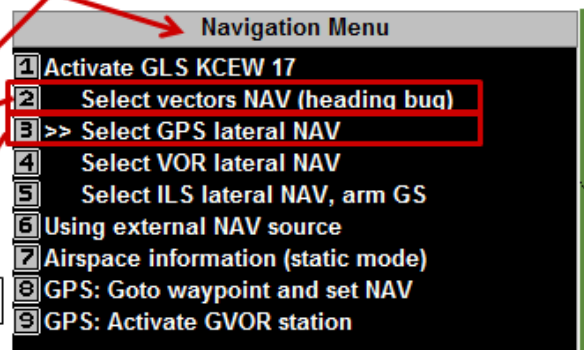 Navigation Menu
1 Activate GLS KCEW 17
2 Select vectors NAV (heading bug)
3 >> Select GPS lateral NAV
4 Select VOR lateral NAV
5 Select ILS lateral NAV, arm GS
6 Using external NAV source
7 Airspace information (static mode)
8 GPS: Goto waypoint and set NAV
9 GPS: Activate GVOR station